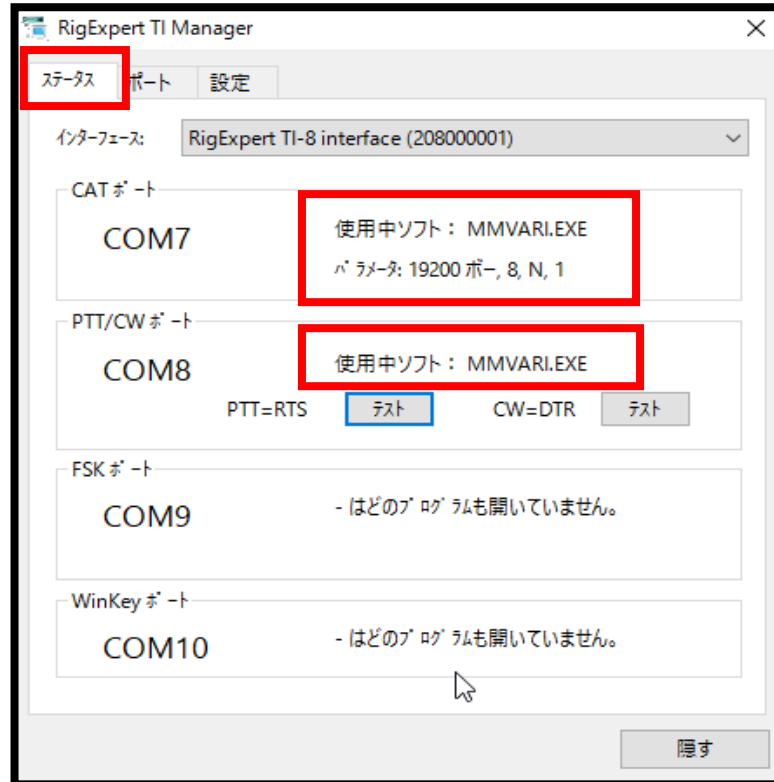 RigExpert TI Manager
ｽﾃｰﾀｽ ﾎﾟｰﾄ 設定
ｲﾝﾀｰﾌｪｰｽ: RigExpert TI-8 interface (208000001)
CAT ﾎﾟｰﾄ
COM7
使用中ソフト： MMVARI.EXE
ﾊﾟﾗﾒｰﾀ: 19200 ボー, 8, N, 1
PTT/CW ﾎﾟｰﾄ
COM8
使用中ソフト： MMVARI.EXE
PTT=RTS ﾃｽﾄ CW=DTR ﾃｽﾄ
FSK ﾎﾟｰﾄ
COM9
- はどのﾌﾟﾛｸﾞﾗﾑも開いていません。
WinKey ﾎﾟｰﾄ
COM10
- はどのﾌﾟﾛｸﾞﾗﾑも開いていません。
隠す